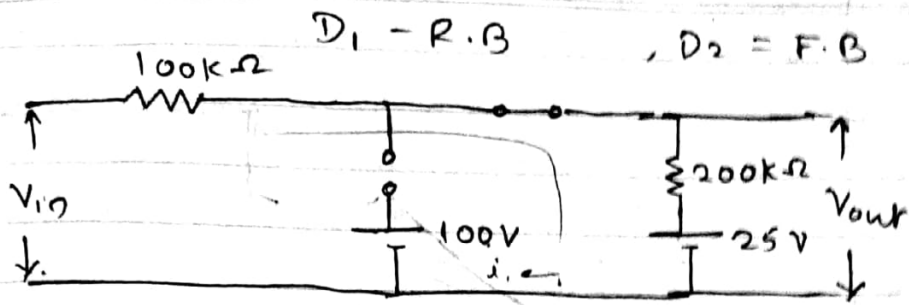 D₁ - R.B , D₂ = F.B
100kΩ
Vin
100V
i.
200kΩ
25V
Vout